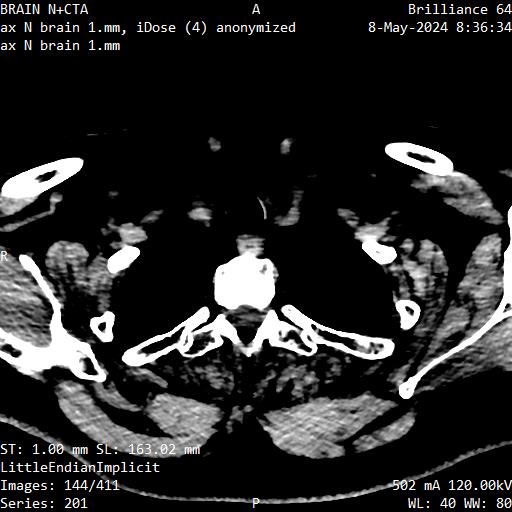 BRAIN N+CTA A Brilliance 64
ax N brain 1.mm, iDose (4) anonymized 8-May-2024 8:36:34
ax N brain 1.mm
R
ST: 1.00 mm SL: 163.02 mm
LittleEndianImplicit
Images: 144/411 502 mA 120.00kV
Series: 201 P WL: 40 WW: 80